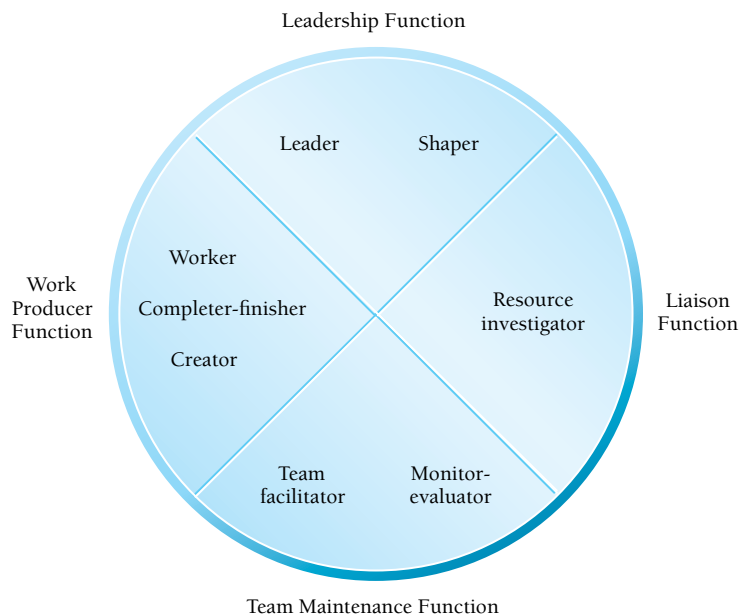 Leadership Function
Leader
Shaper
Worker
Completer-finisher
Creator
Work
Producer
Function
Resource
investigator
Liaison
Function
Team
facilitator
Monitor-
evaluator
Team Maintenance Function